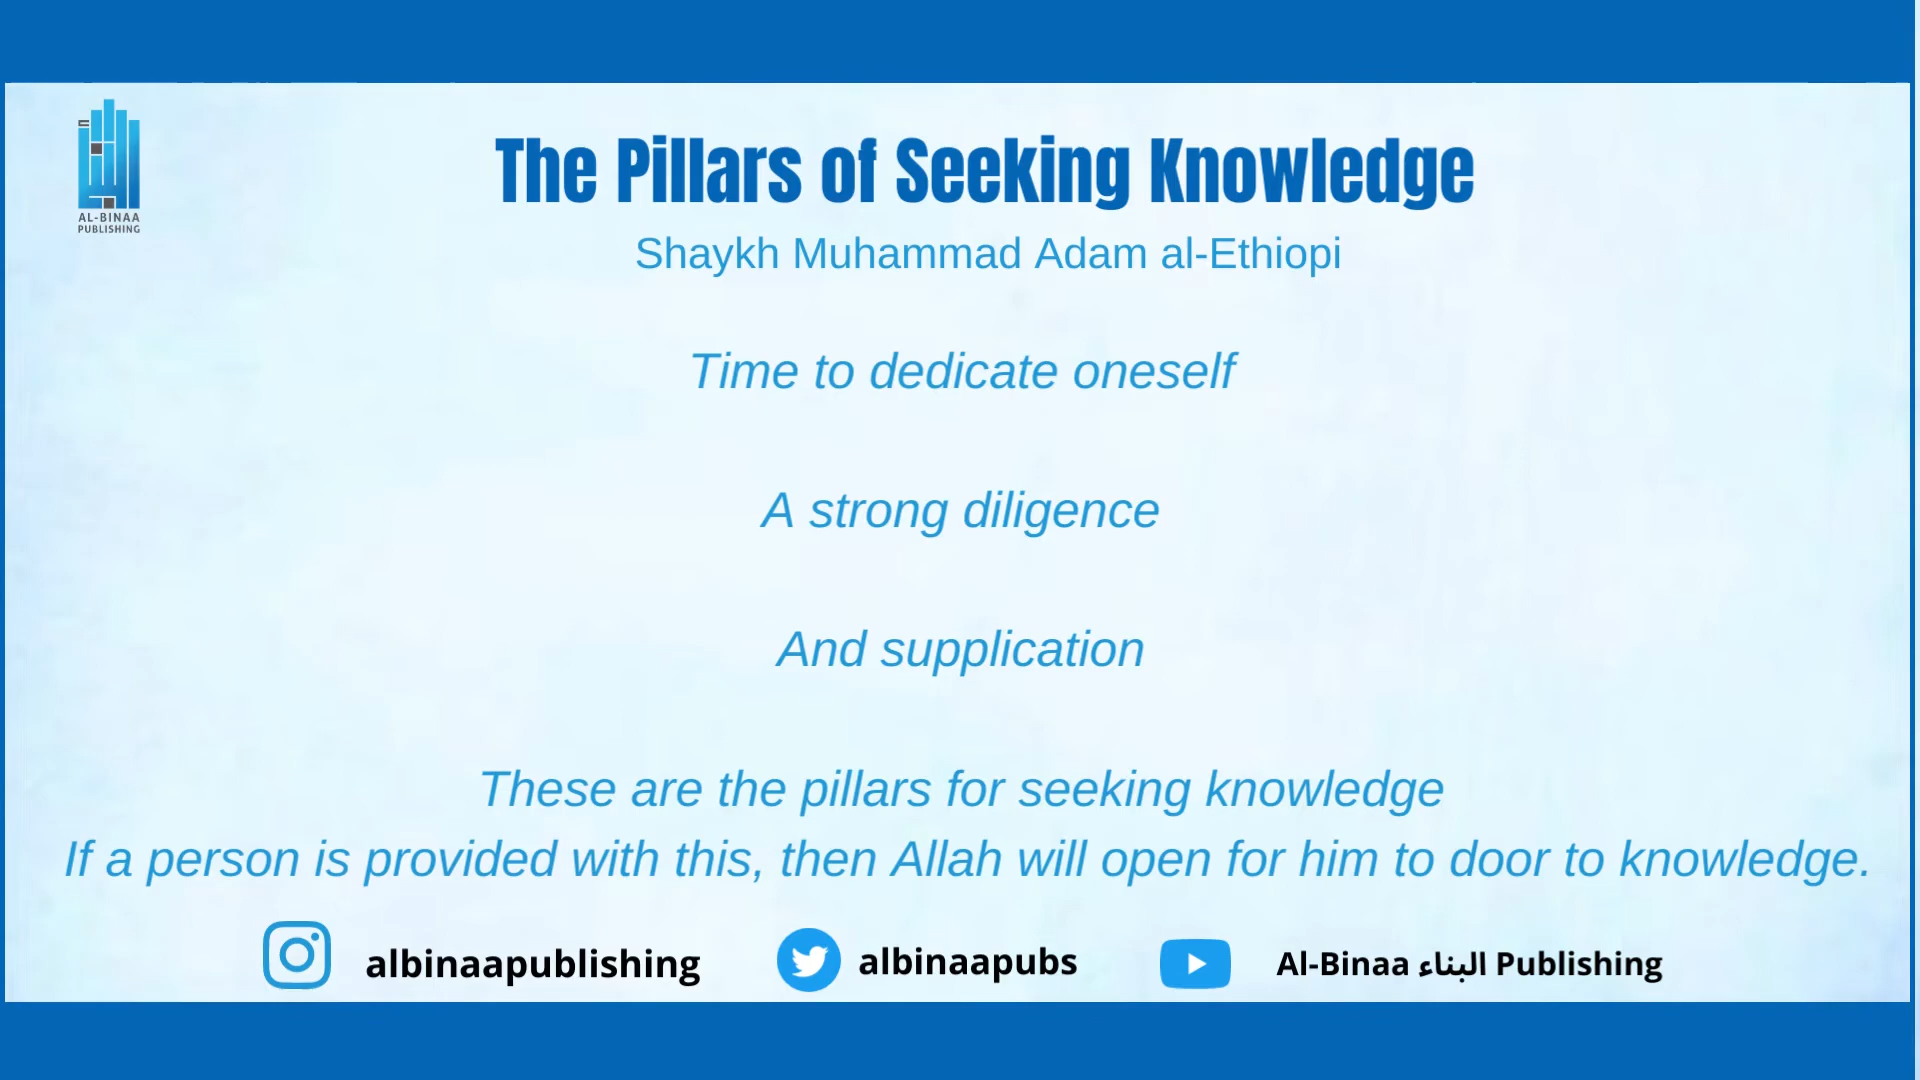 AL-BINAA
PUBLISHING
The Pillars of Seeking Knowledge
Shaykh Muhammad Adam al-Ethiopi
Time to dedicate oneself
A strong diligence
And supplication
These are the pillars for seeking knowledge
If a person is provided with this, then Allah will open for him to door to knowledge.
albinaapublishing
albinaapubs
Al-Binaa البناء Publishing